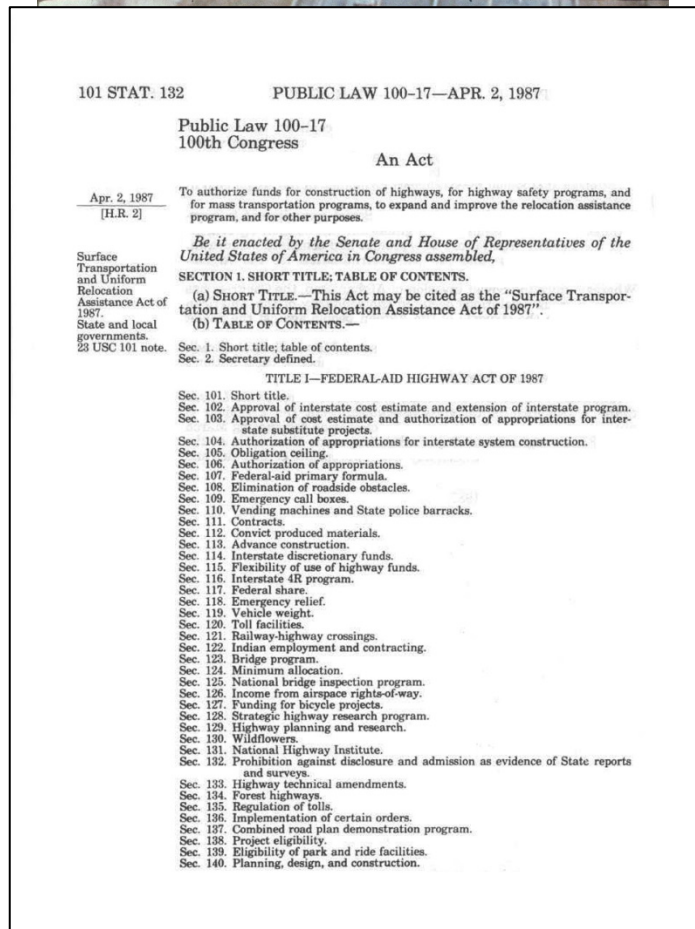 101 STAT. 132 PUBLIC LAW 100–17—APR. 2, 1987
Public Law 100–17
100th Congress
An Act
Apr. 2, 1987
[H.R. 2]
To authorize funds for construction of highways, for highway safety programs, and
for mass transportation programs, to expand and improve the relocation assistance
program, and for other purposes.
Be it enacted by the Senate and House of Representatives of the
United States of America in Congress assembled,
Surface
Transportation
and Uniform
Relocation
Assistance Act of
1987.
State and local
governments.
23 USC 101 note.
SECTION 1. SHORT TITLE; TABLE OF CONTENTS.
(a) SHORT TITLE.—This Act may be cited as the “Surface Transpor-
tation and Uniform Relocation Assistance Act of 1987”.
(b) TABLE OF CONTENTS.—
Sec. 1. Short title; table of contents.
Sec. 2. Secretary defined.
TITLE I—FEDERAL-AID HIGHWAY ACT OF 1987
Sec. 101. Short title.
Sec. 102. Approval of interstate cost estimate and extension of interstate program.
Sec. 103. Approval of cost estimate and authorization of appropriations for inter-
state substitute projects.
Sec. 104. Authorization of appropriations for interstate system construction.
Sec. 105. Obligation ceiling.
Sec. 106. Authorization of appropriations.
Sec. 107. Federal-aid primary formula.
Sec. 108. Elimination of roadside obstacles.
Sec. 109. Emergency call boxes.
Sec. 110. Vending machines and State police barracks.
Sec. 111. Contracts.
Sec. 112. Convict produced materials.
Sec. 113. Advance construction.
Sec. 114. Interstate discretionary funds.
Sec. 115. Flexibility of use of highway funds.
Sec. 116. Interstate 4R program.
Sec. 117. Federal share.
Sec. 118. Emergency relief.
Sec. 119. Vehicle weight.
Sec. 120. Toll facilities.
Sec. 121. Railway-highway crossings.
Sec. 122. Indian employment and contracting.
Sec. 123. Bridge program.
Sec. 124. Minimum allocation.
Sec. 125. National bridge inspection program.
Sec. 126. Income from airspace rights-of-way.
Sec. 127. Funding for bicycle projects.
Sec. 128. Strategic highway research program.
Sec. 129. Highway planning and research.
Sec. 130. Wildflowers.
Sec. 131. National Highway Institute.
Sec. 132. Prohibition against disclosure and admission as evidence of State reports
and surveys.
Sec. 133. Highway technical amendments.
Sec. 134. Forest highways.
Sec. 135. Regulation of tolls.
Sec. 136. Implementation of certain orders.
Sec. 137. Combined road plan demonstration program.
Sec. 138. Project eligibility.
Sec. 139. Eligibility of park and ride facilities.
Sec. 140. Planning, design, and construction.